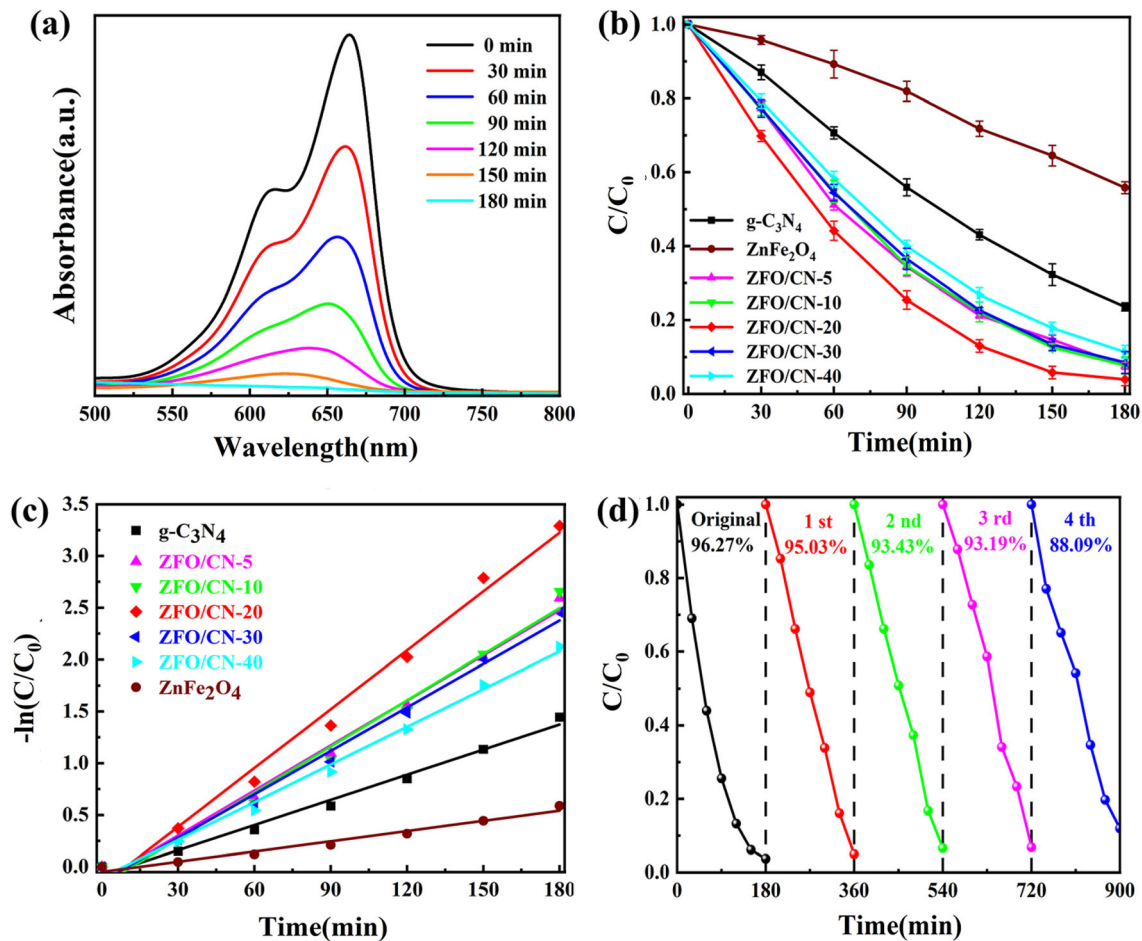 (a)
Absorbance(a.u.)
0 min
30 min
60 min
90 min
120 min
150 min
180 min
500 550 600 650 700 750 800
Wavelength(nm)
(b)
C/C₀
1.0
0.8
0.6
0.4
0.2
0.0
g-C₃N₄
ZnFe₂O₄
ZFO/CN-5
ZFO/CN-10
ZFO/CN-20
ZFO/CN-30
ZFO/CN-40
0 30 60 90 120 150 180
Time(min)
(c)
-ln(C/C₀)
3.5
3.0
2.5
2.0
1.5
1.0
0.5
0.0
g-C₃N₄
ZFO/CN-5
ZFO/CN-10
ZFO/CN-20
ZFO/CN-30
ZFO/CN-40
ZnFe₂O₄
0 30 60 90 120 150 180
Time(min)
(d)
C/C₀
1.0
0.8
0.6
0.4
0.2
0.0
Original 1 st 2 nd 3 rd 4 th
96.27% 95.03% 93.43% 93.19% 88.09%
0 180 360 540 720 900
Time(min)